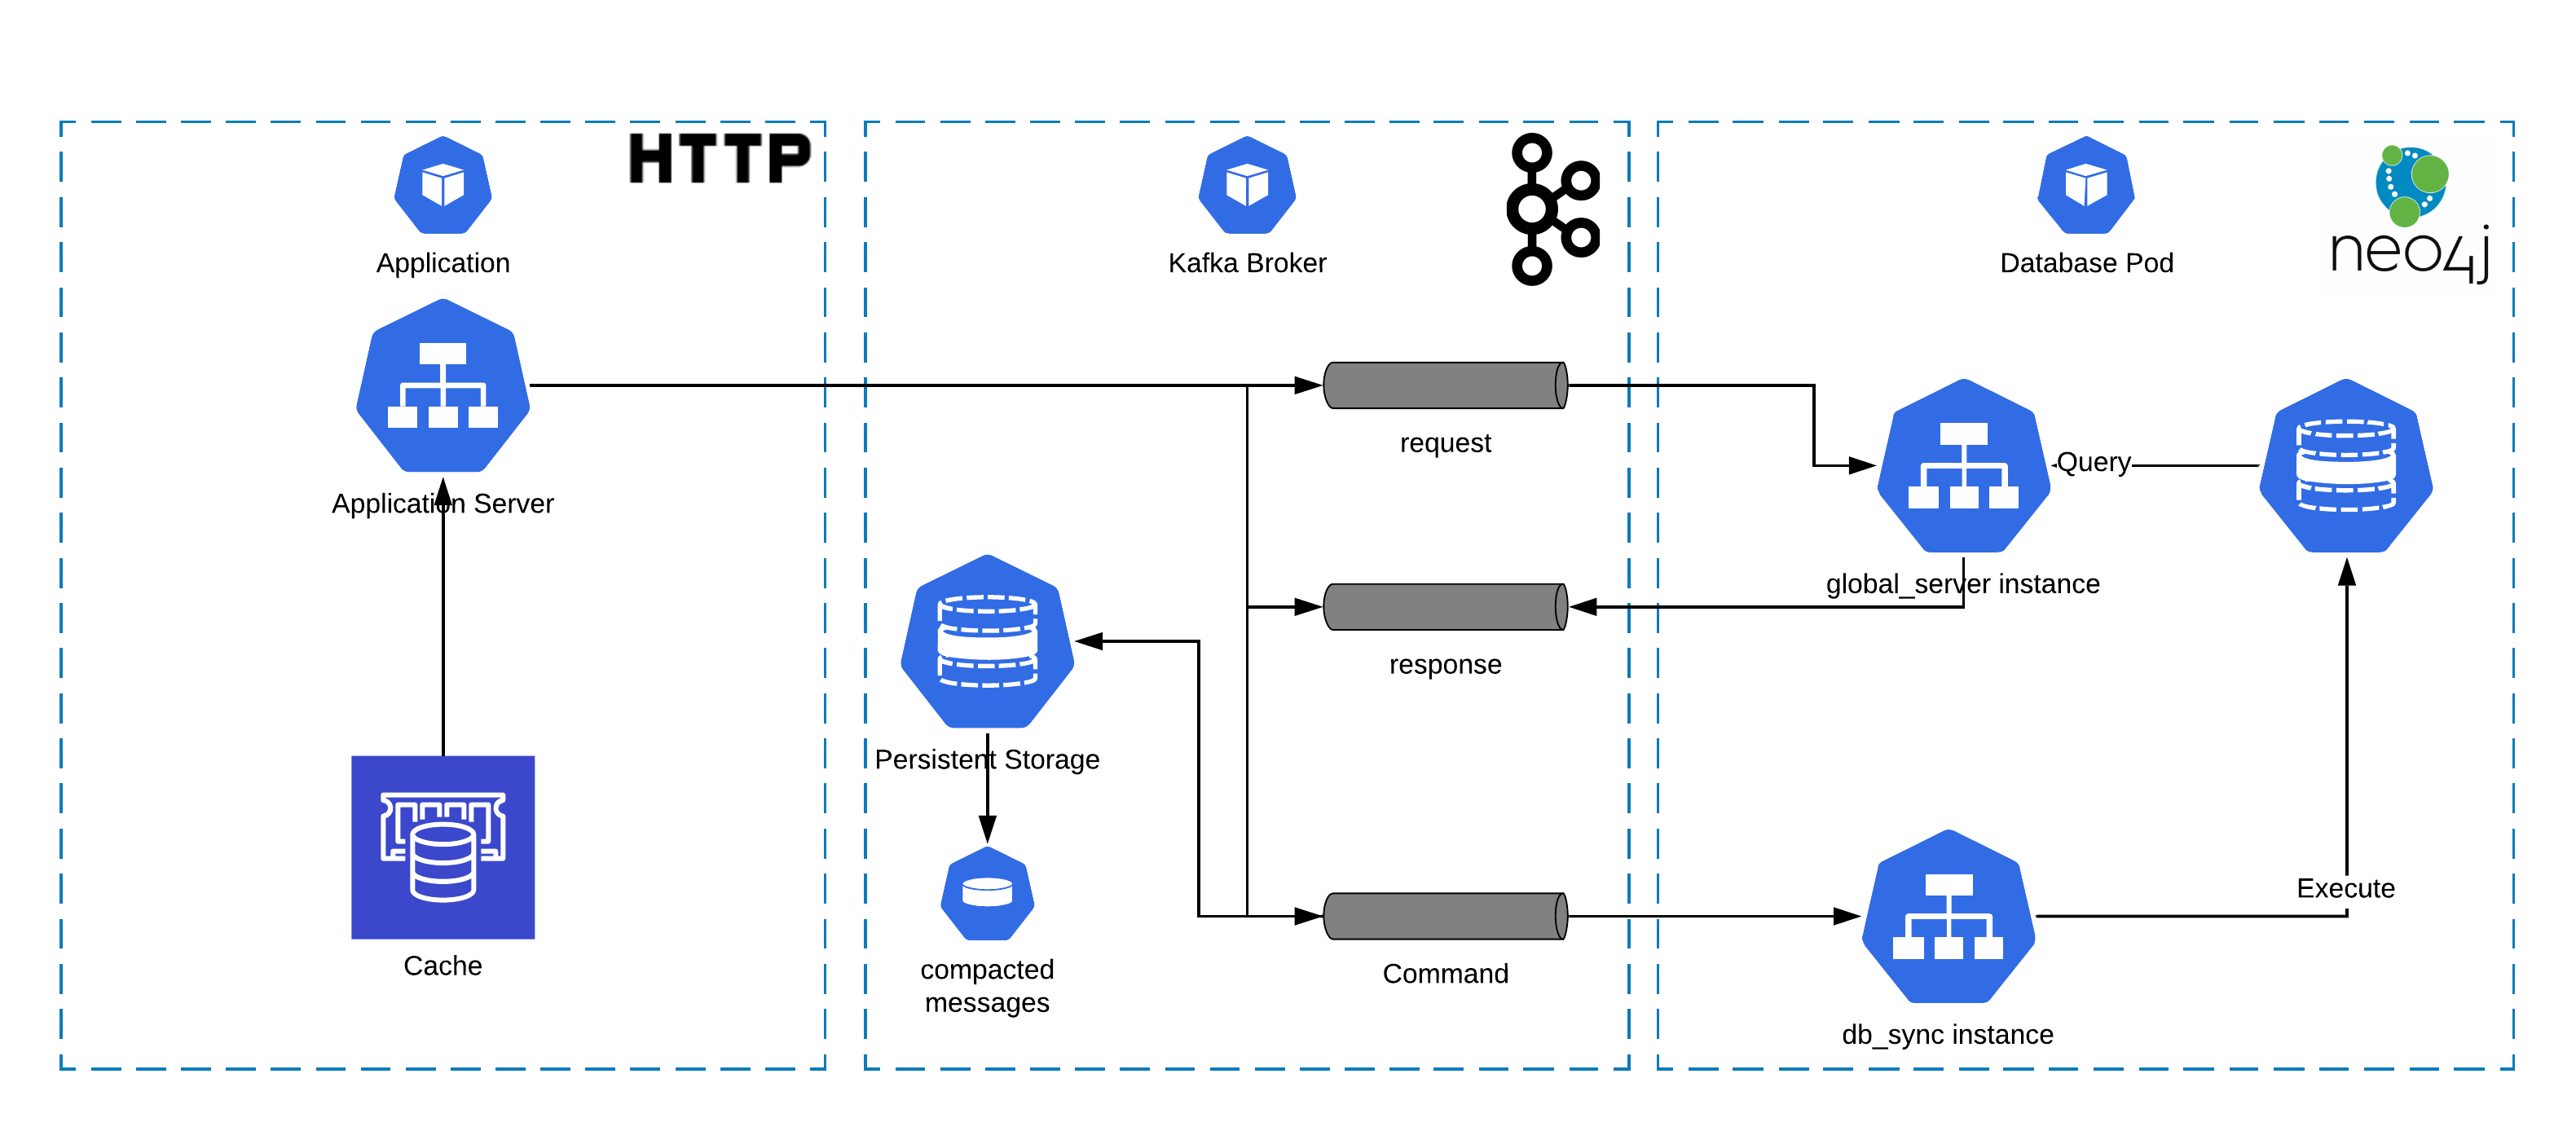 HTTP
Application
Application Server
Cache
Kafka Broker
request
response
Persistent Storage
compacted
messages
Command
Database Pod
neo4j
Query
global_server instance
Execute
db_sync instance